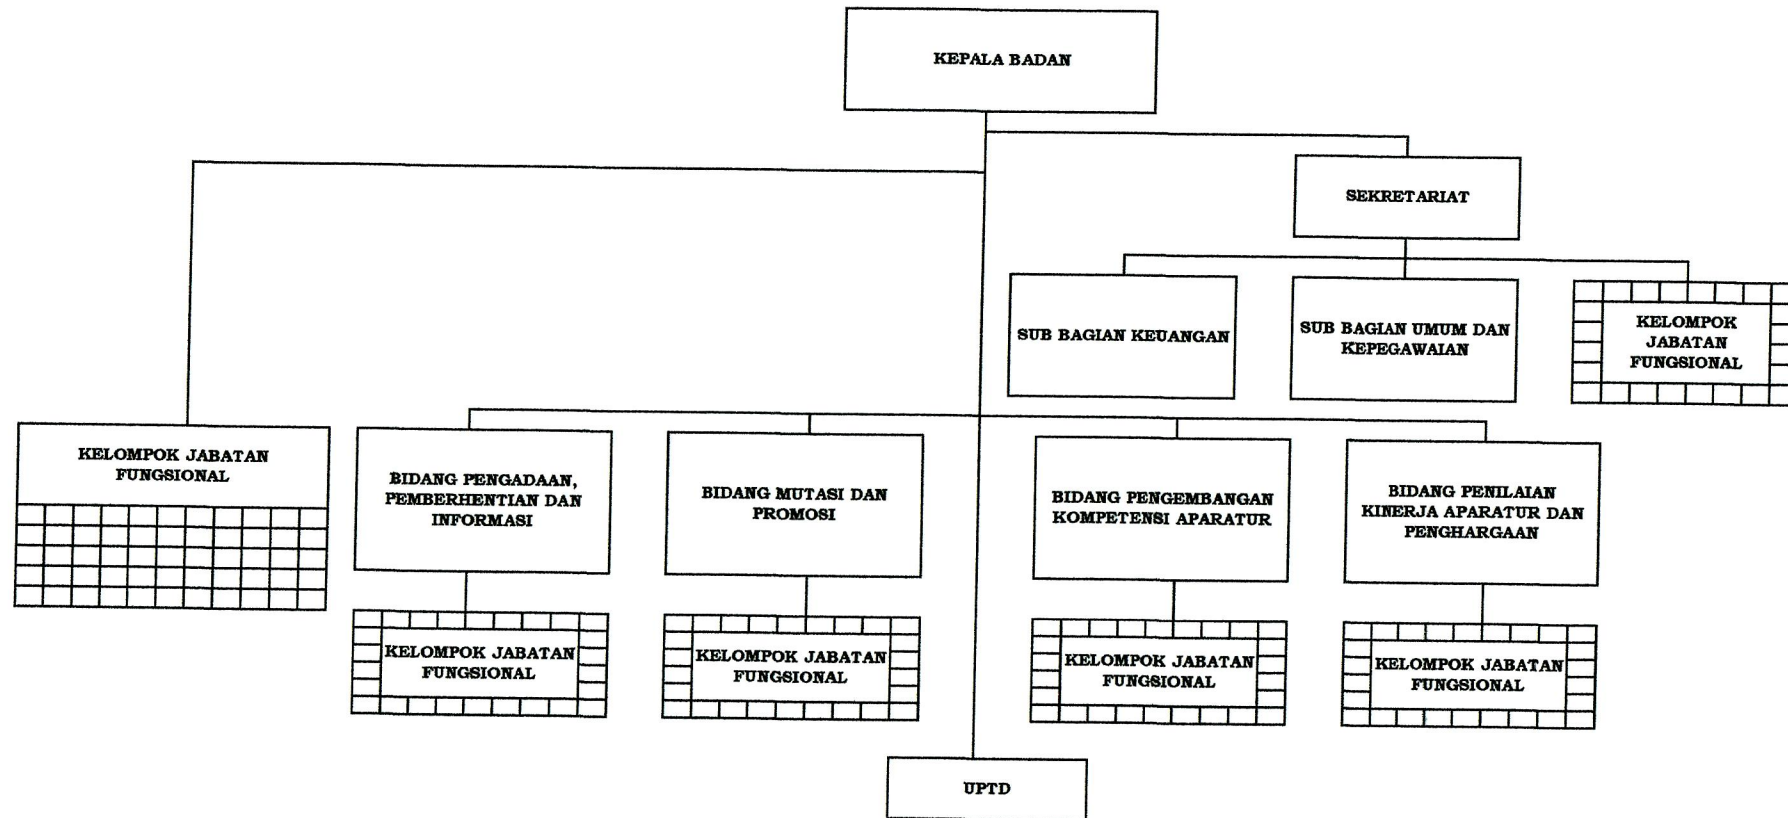 KEPALA BADAN
SEKRETARIAT
SUB BAGIAN KEUANGAN
SUB BAGIAN UMUM DAN
KEPEGAWAIAN
KELOMPOK
JABATAN
FUNGSIONAL
KELOMPOK JABATAN
FUNGSIONAL
BIDANG PENGADAAN,
PEMBERHENTIAN DAN
INFORMASI
BIDANG MUTASI DAN
PROMOSI
BIDANG PENGEMBANGAN
KOMPETENSI APARATUR
BIDANG PENILAIAN
KINERJA APARATUR DAN
PENGHARGAAN
KELOMPOK JABATAN
FUNGSIONAL
KELOMPOK JABATAN
FUNGSIONAL
KELOMPOK JABATAN
FUNGSIONAL
KELOMPOK JABATAN
FUNGSIONAL
UPTD